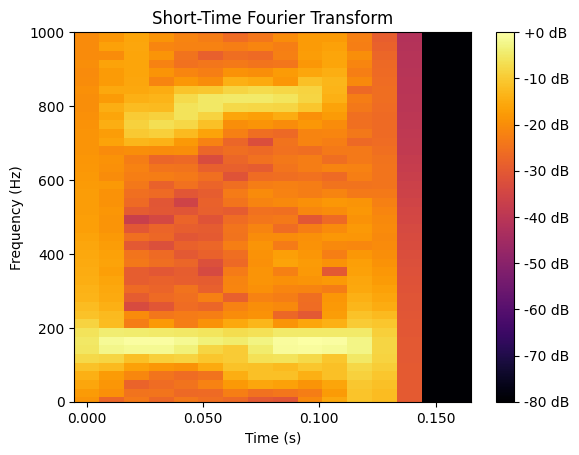 Short-Time Fourier Transform
1000
800
600
400
200
0
Frequency (Hz)
0.000
0.050
0.100
0.150
Time (s)
+0 dB
-10 dB
-20 dB
-30 dB
-40 dB
-50 dB
-60 dB
-70 dB
-80 dB